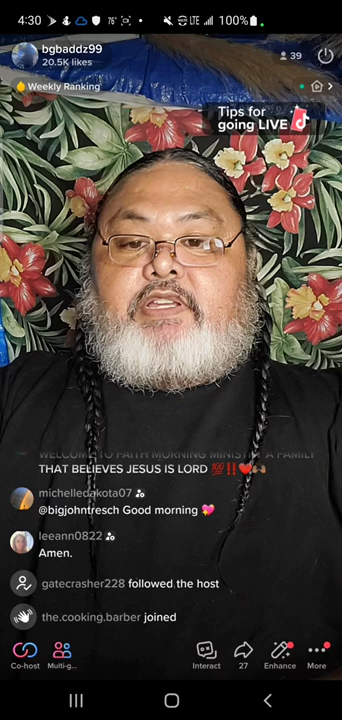 4:30
76°
LTE
100%
bgbaddz99
20.5K likes
39
Weekly Ranking
Tips for
going LIVE
WELCOME TO FAITH MORNING MINISTRY A FAMILY
THAT BELIEVES JESUS IS LORD 💯‼️❤️🙌🏾
michelledakota07
@bigjohntresch Good morning 💖
leeann0822
Amen.
gatecrasher228 followed the host
the.cooking.barber joined
Co-host
Multi-g...
Interact
27
Enhance
More